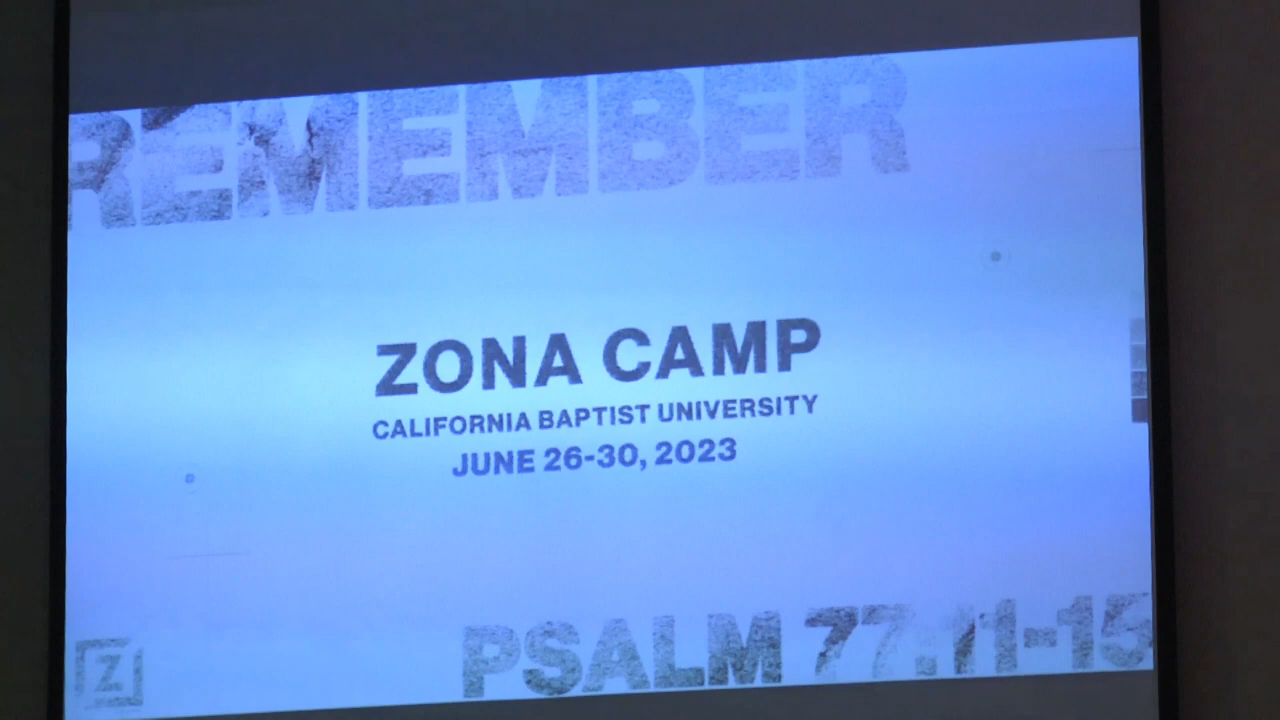 REMEMBER
ZONA CAMP
CALIFORNIA BAPTIST UNIVERSITY
JUNE 26-30, 2023
PSALM 77:11-15
Z